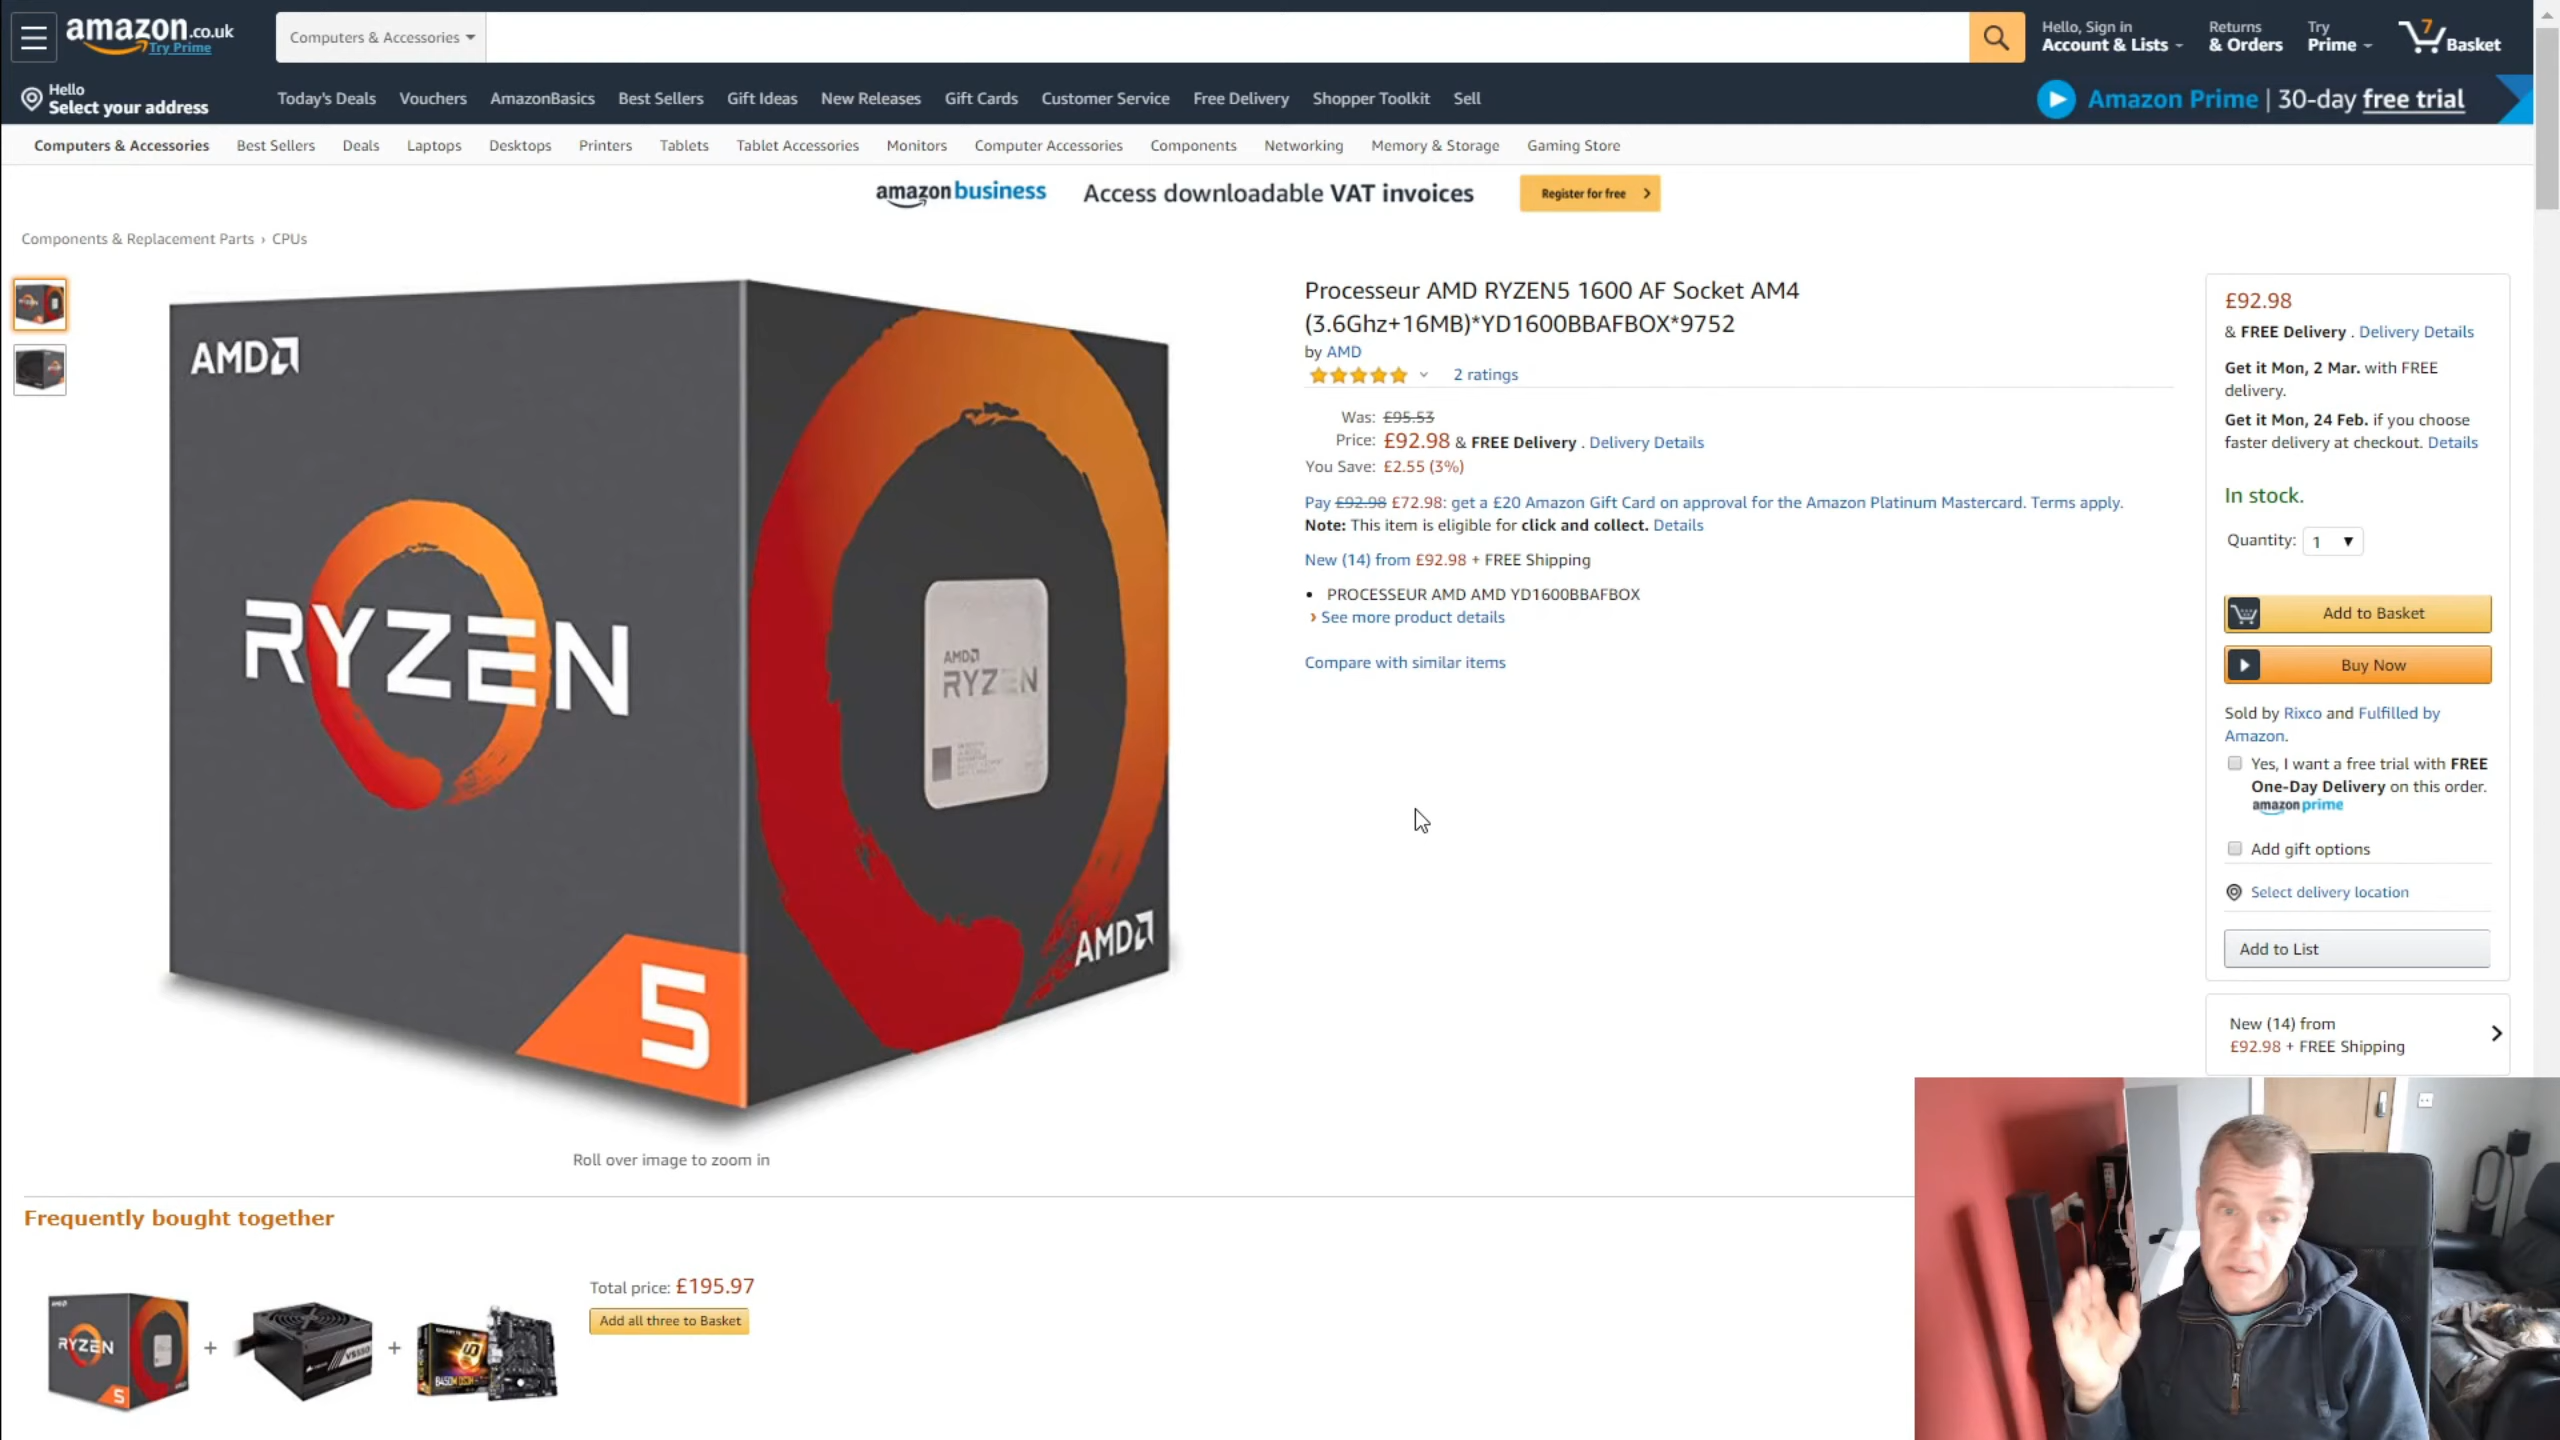 amazon.co.uk
Try Prime
Computers & Accessories
Hello, Sign in
Account & Lists
Returns
& Orders
Try
Prime
7
Basket
Hello
Select your address
Today's Deals
Vouchers
AmazonBasics
Best Sellers
Gift Ideas
New Releases
Gift Cards
Customer Service
Free Delivery
Shopper Toolkit
Sell
Amazon Prime | 30-day free trial
Computers & Accessories
Best Sellers
Deals
Laptops
Desktops
Printers
Tablets
Tablet Accessories
Monitors
Computer Accessories
Components
Networking
Memory & Storage
Gaming Store
amazon business
Access downloadable VAT invoices
Register for free
Components & Replacement Parts › CPUs
AMD
RYZEN
5
AMD
RYZEN
AMD
Roll over image to zoom in
Processeur AMD RYZEN5 1600 AF Socket AM4
(3.6Ghz+16MB)*YD1600BBAFBOX*9752
by AMD
2 ratings
Was: £95.53
Price: £92.98 & FREE Delivery . Delivery Details
You Save: £2.55 (3%)
Pay £92.98 £72.98: get a £20 Amazon Gift Card on approval for the Amazon Platinum Mastercard. Terms apply.
Note: This item is eligible for click and collect. Details
New (14) from £92.98 + FREE Shipping
• PROCESSEUR AMD AMD YD1600BBAFBOX
› See more product details
Compare with similar items
£92.98
& FREE Delivery . Delivery Details
Get it Mon, 2 Mar. with FREE
delivery.
Get it Mon, 24 Feb. if you choose
faster delivery at checkout. Details
In stock.
Quantity: 1
Add to Basket
Buy Now
Sold by Rixco and Fulfilled by
Amazon.
Yes, I want a free trial with FREE
One-Day Delivery on this order.
amazon prime
Add gift options
Select delivery location
Add to List
New (14) from
£92.98 + FREE Shipping
Frequently bought together
RYZEN
5
+
VS550
+
B450M DS3H
Total price: £195.97
Add all three to Basket